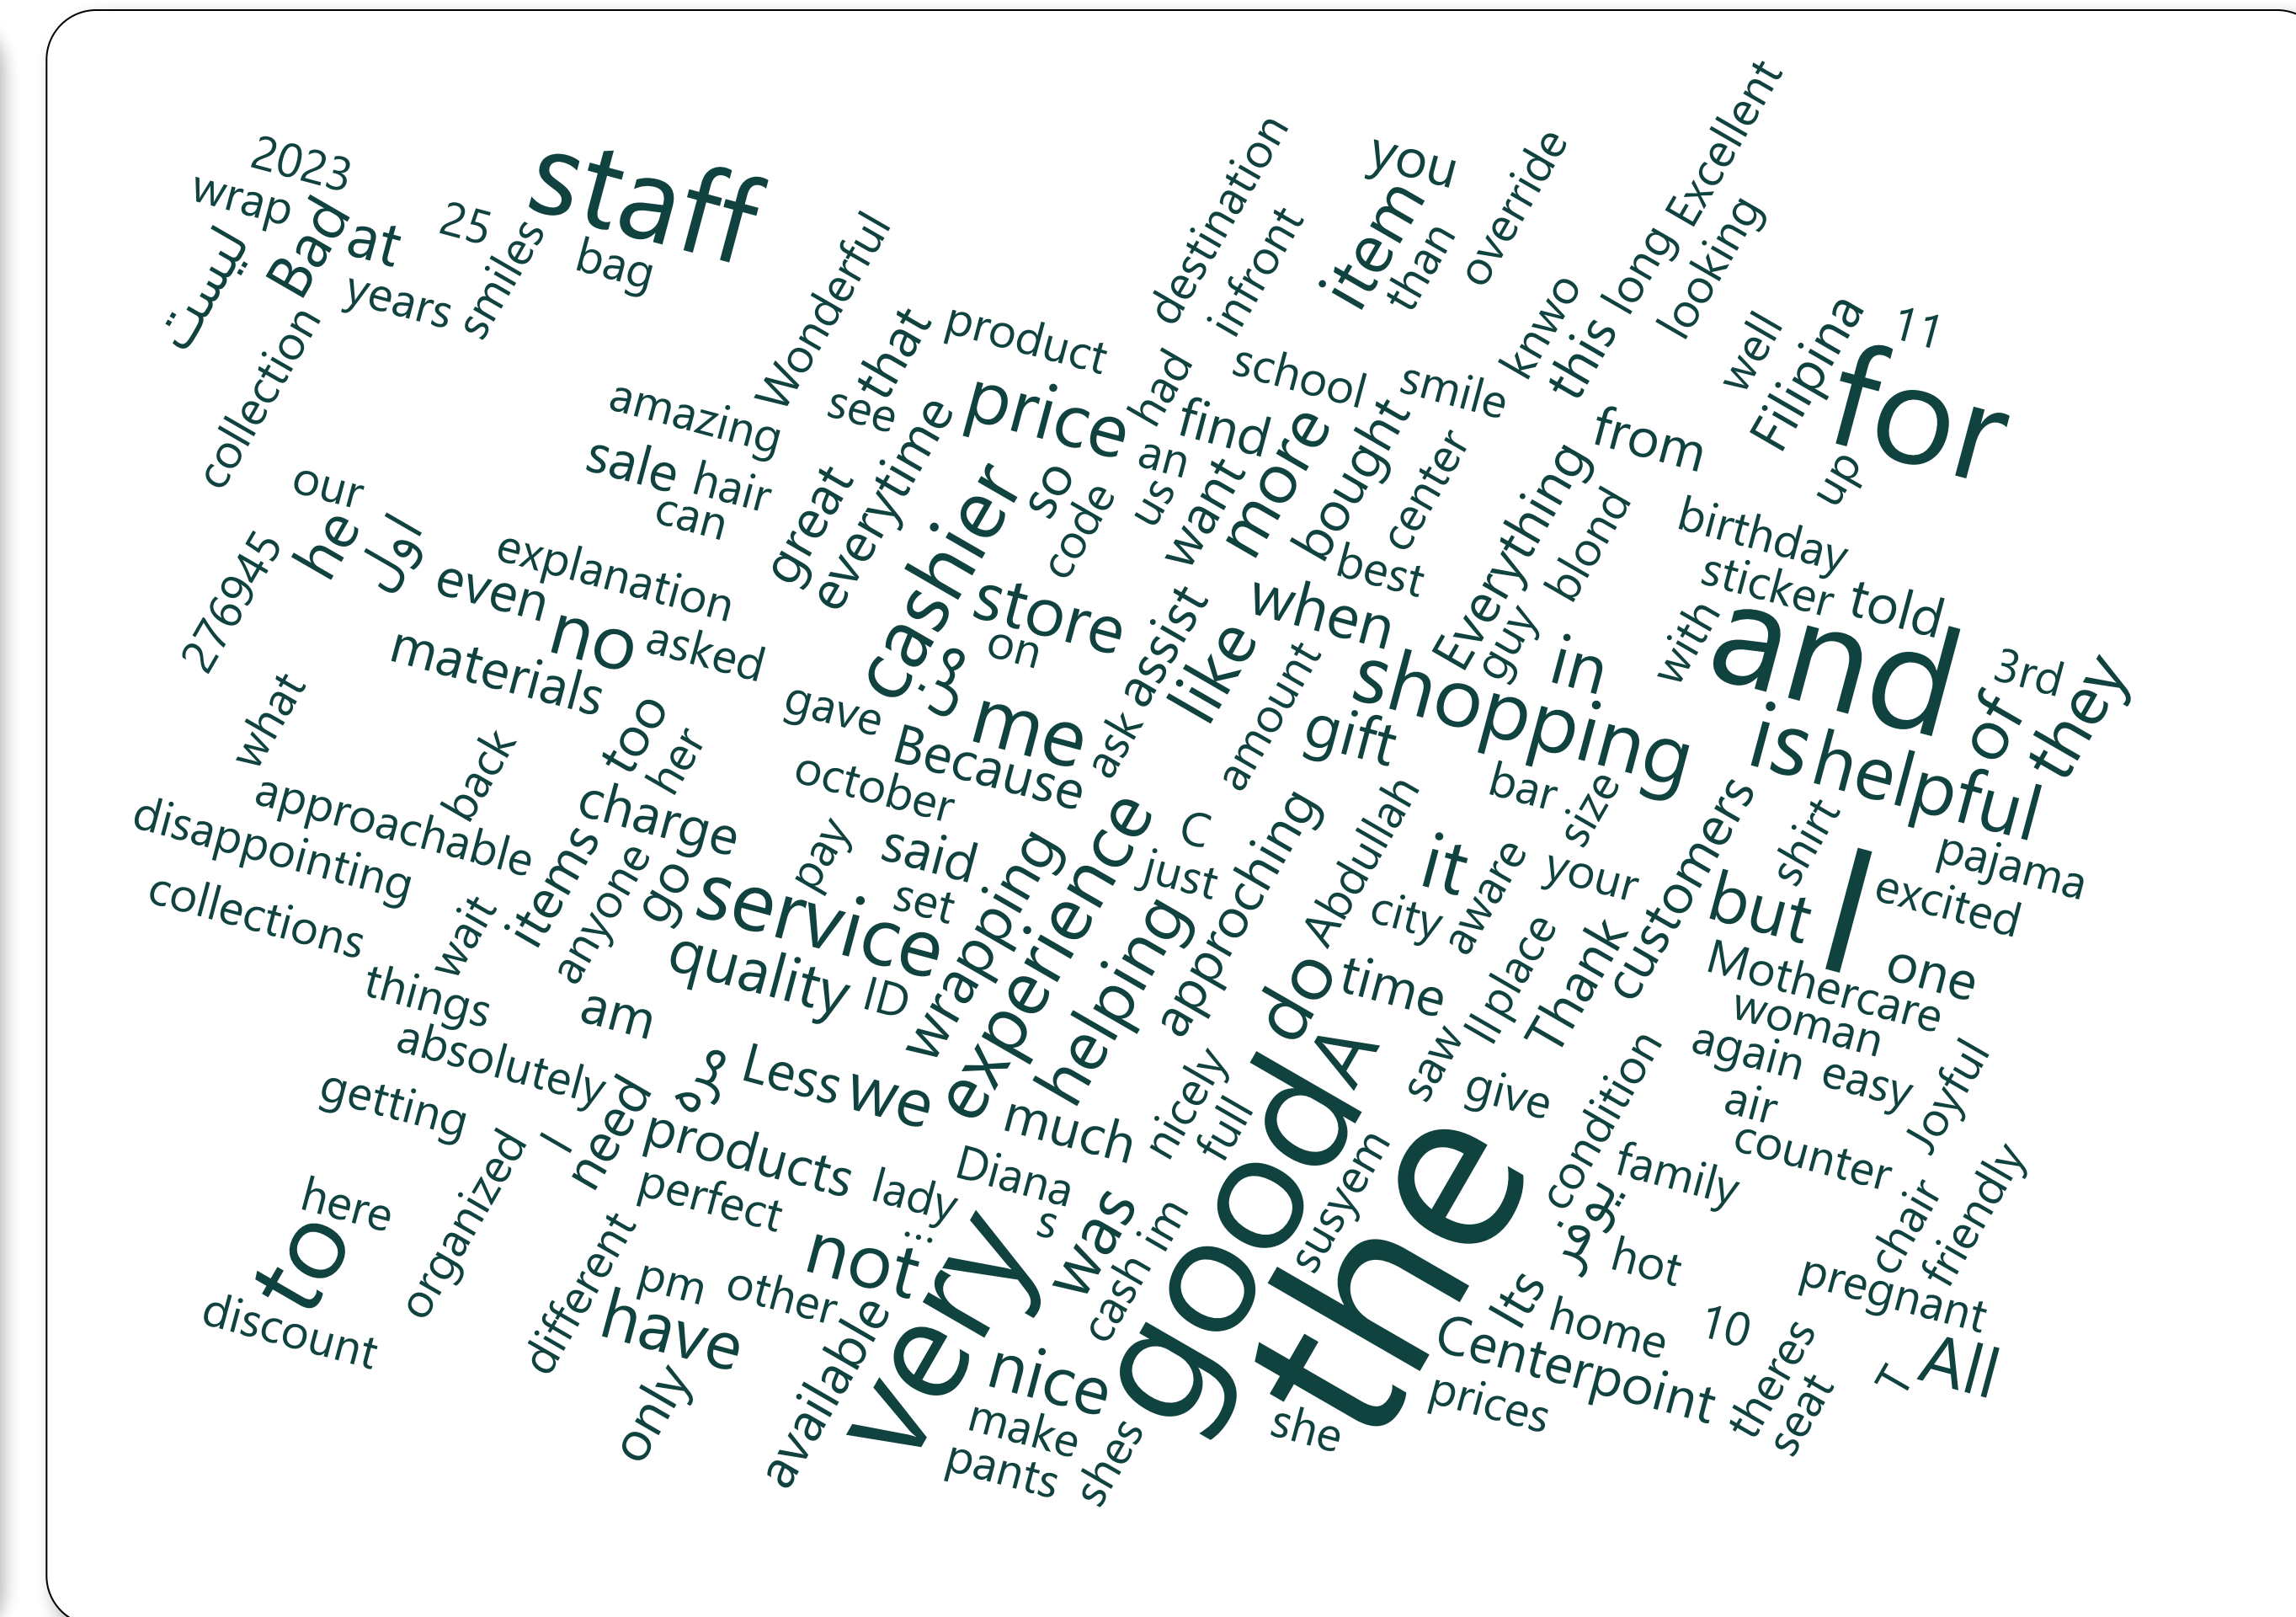 2023
wrap
Bad
at
25
smiles
staff
bag
years
collection
Wonderful
that
product
destination
infront
you
item
than
override
Excellent
long
looking
this
knwo
well
Filipina
11
for
up
from
school
smile
had
find
an
us
want
more
bought
center
best
price
see
amazing
sale
hair
can
great
everytime
cashier
so
code
store
on
في
our
he
اول
276945
explanation
even
no
asked
materials
what
back
too
her
gave
me
Because
october
ask
assist
like
when
amount
gift
shopping
Everything
guy
blond
in
birthday
sticker
told
with
and
3rd
of
they
is
helpful
approachable
disappointing
collections
charge
items
anyone
go
wait
service
quality
ID
pay
said
set
wrapping
experience
helping
C
just
approching
Abdullah
bar
size
it
aware
your
city
customers
shirt
but
I
pajama
excited
one
Mothercare
woman
again
easy
Joyful
things
am
absolutely
getting
need
Less
we
much
nicely
full
do
A
time
saw
place
Thank
give
condition
air
counter
family
good
the
susyem
products
perfect
lady
Diana
s
was
im
cash
organized
here
to
discount
different
pm
other
not
...
very
have
only
available
nice
make
pants
shes
she
Its
hot
home
Centerpoint
prices
10
theres
seat
chair
friendly
pregnant
T
All